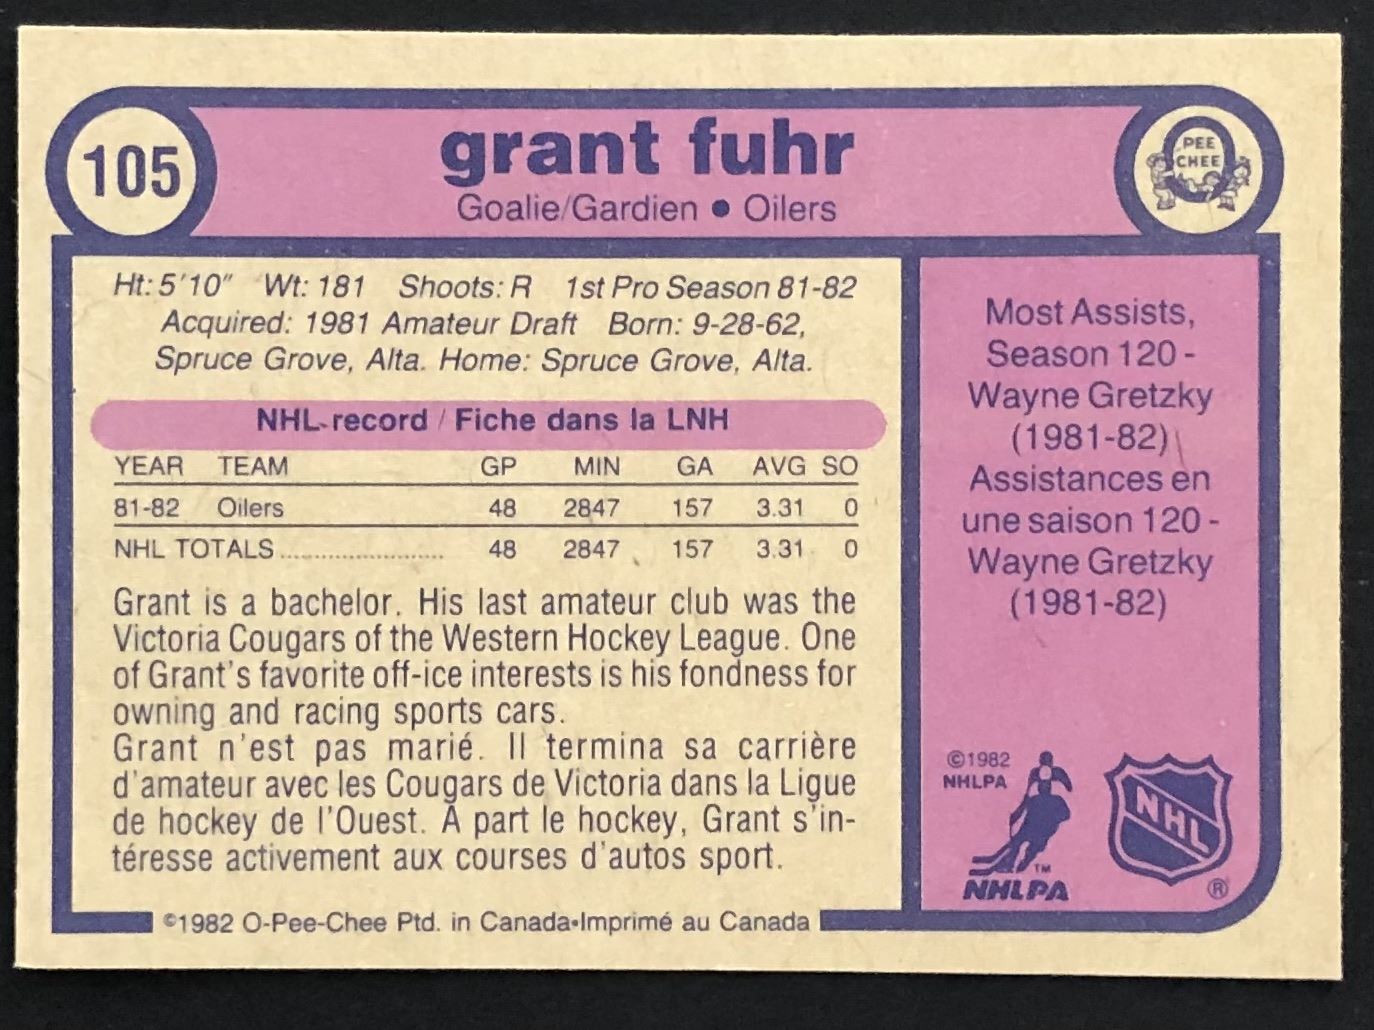 105
grant fuhr
Goalie/Gardien • Oilers
PEE
CHEE
Ht: 5'10" Wt: 181 Shoots: R 1st Pro Season 81-82
Acquired: 1981 Amateur Draft Born: 9-28-62,
Spruce Grove, Alta. Home: Spruce Grove, Alta.
NHL record / Fiche dans la LNH
YEAR TEAM GP MIN GA AVG SO
81-82 Oilers 48 2847 157 3.31 0
NHL TOTALS........................ 48 2847 157 3.31 0
Grant is a bachelor. His last amateur club was the
Victoria Cougars of the Western Hockey League. One
of Grant's favorite off-ice interests is his fondness for
owning and racing sports cars.
Grant n'est pas marié. Il termina sa carrière
d'amateur avec les Cougars de Victoria dans la Ligue
de hockey de l'Ouest. À part le hockey, Grant s'in-
téresse activement aux courses d'autos sport.
©1982 O-Pee-Chee Ptd. in Canada•Imprimé au Canada
Most Assists,
Season 120 -
Wayne Gretzky
(1981-82)
Assistances en
une saison 120 -
Wayne Gretzky
(1981-82)
©1982
NHLPA
TM
NHLPA
NHL
®